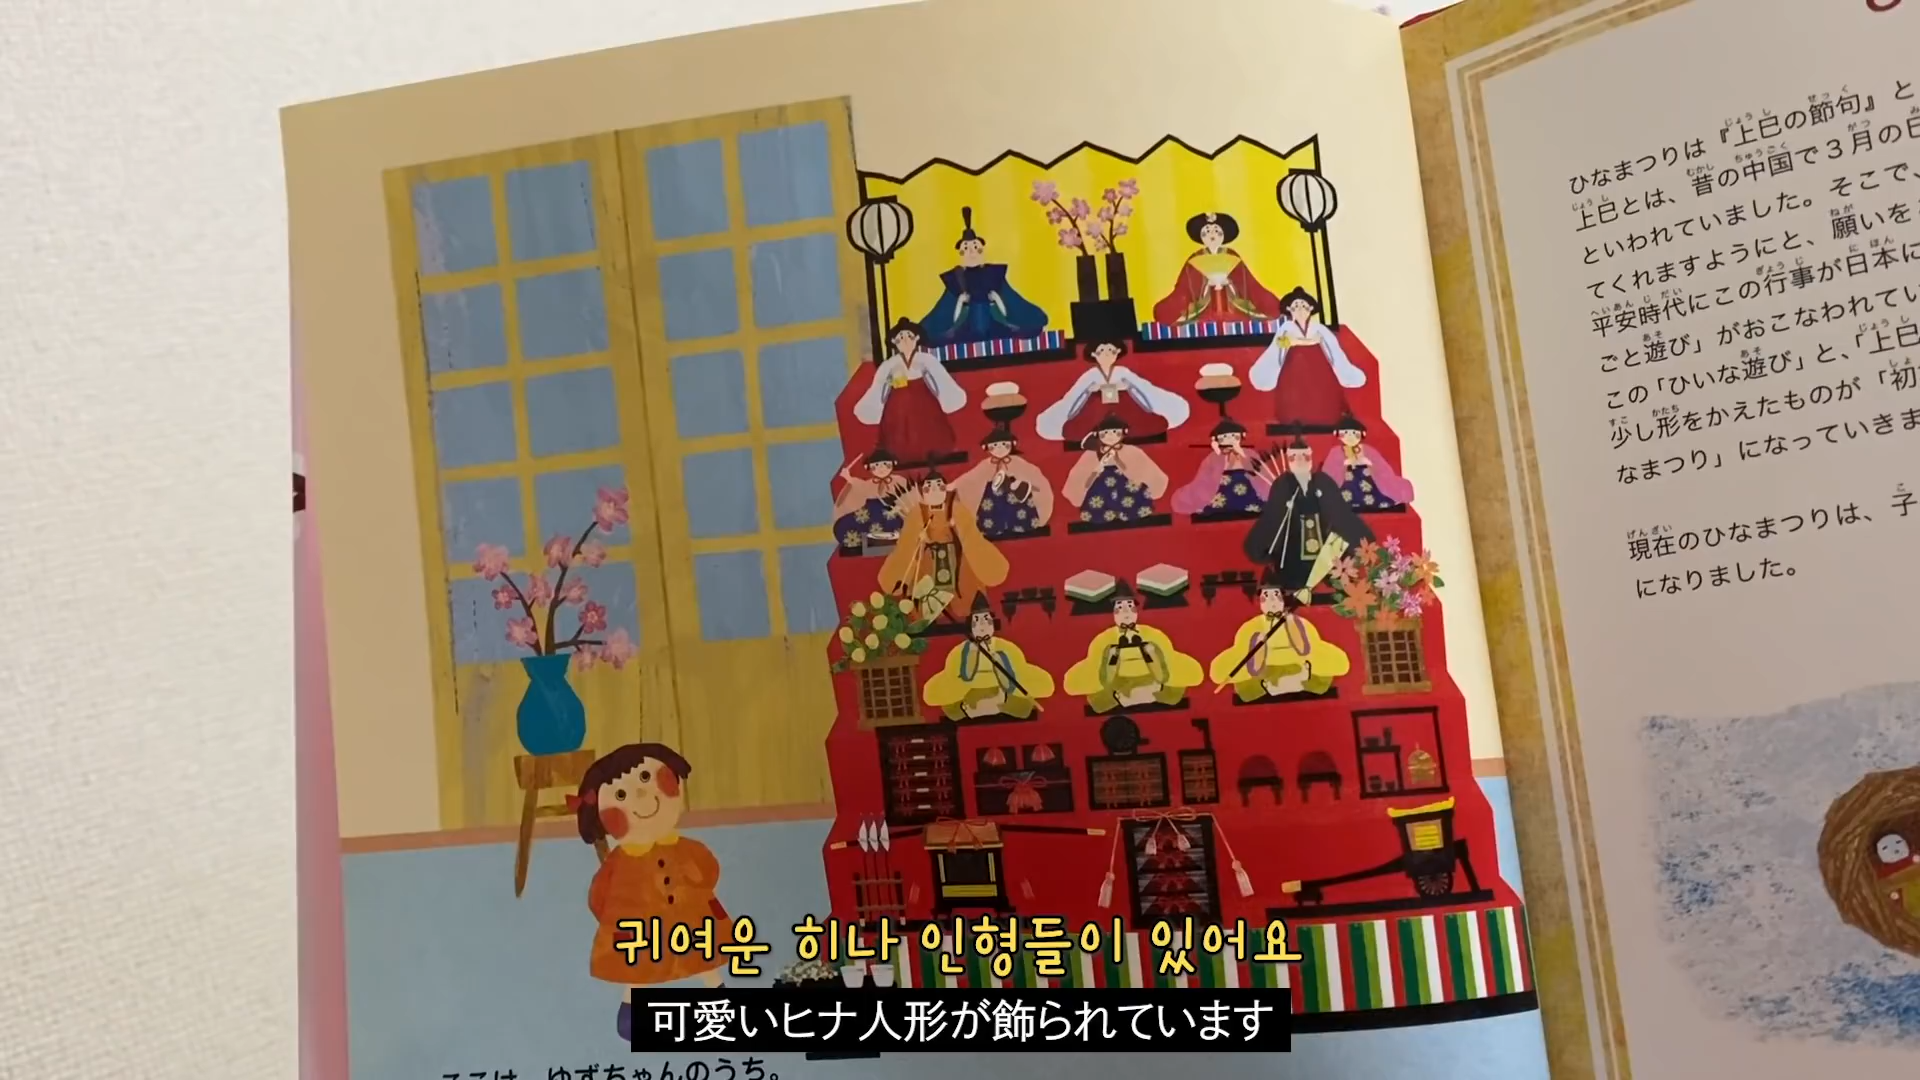 ひなまつりは『上巳の節句』と
上巳とは、昔の中国で3月の巳
といわれていました。そこで、
てくれますようにと、願いを
平安時代にこの行事が日本に
ごと遊び」がおこなわれてい
この「ひいな遊び」と、「上巳
少し形をかえたものが「初
なまつり」になっていきま
現在のひなまつりは、子
になりました。
귀여운 히나 인형들이 있어요
可愛いヒナ人形が飾られています
ここは、ゆずちゃんのうち。